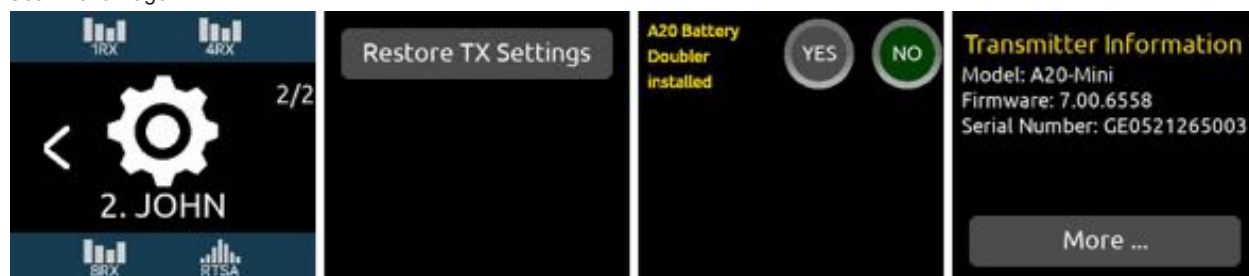 1RX 4RX
2/2
<
2. JOHN
8RX RTSA
Restore TX Settings
A20 Battery
Doubler
installed
YES NO
Transmitter Information
Model: A20-Mini
Firmware: 7.00.6558
Serial Number: GE0521265003
More ...